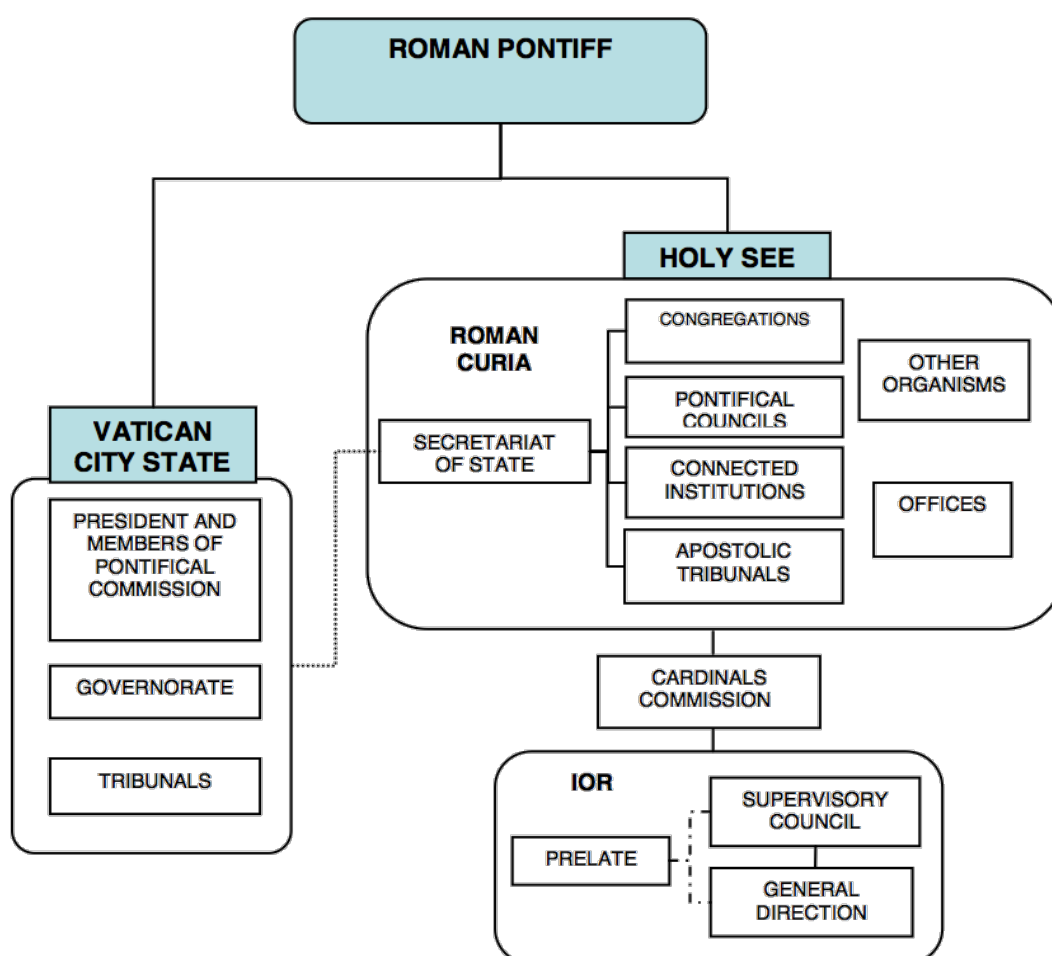 ROMAN PONTIFF
HOLY SEE
ROMAN
CURIA
CONGREGATIONS
OTHER
ORGANISMS
PONTIFICAL
COUNCILS
SECRETARIAT
OF STATE
CONNECTED
INSTITUTIONS
OFFICES
APOSTOLIC
TRIBUNALS
VATICAN
CITY STATE
PRESIDENT AND
MEMBERS OF
PONTIFICAL
COMMISSION
GOVERNORATE
TRIBUNALS
CARDINALS
COMMISSION
IOR
SUPERVISORY
COUNCIL
PRELATE
GENERAL
DIRECTION